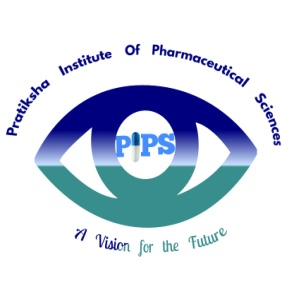 Pratiksha Institute Of Pharmaceutical Sciences
PIPS
A Vision for the Future